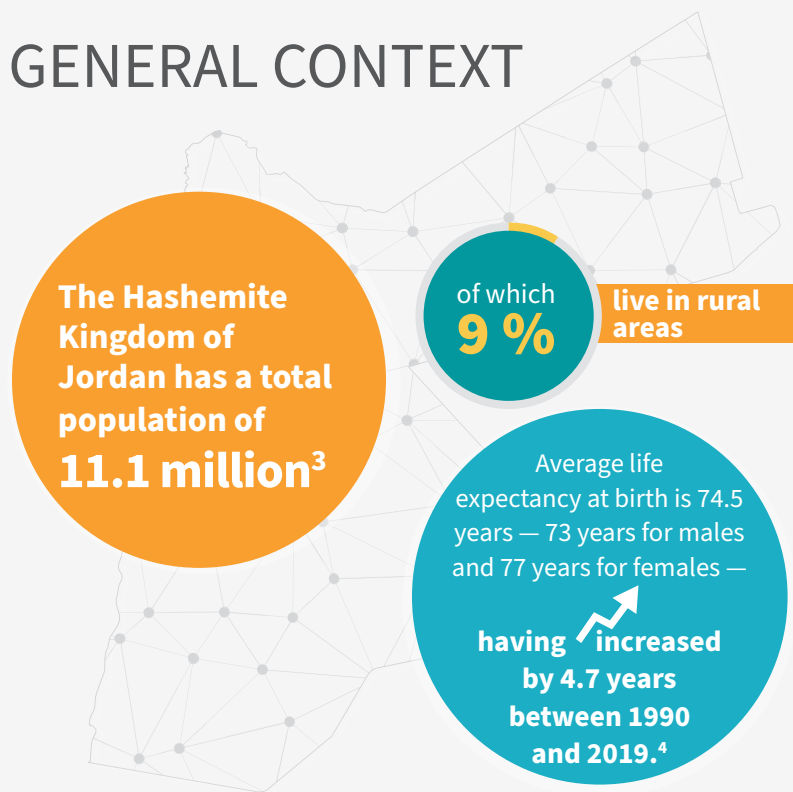 GENERAL CONTEXT
The Hashemite
Kingdom of
Jordan has a total
population of
11.1 million³
of which
9 %
live in rural
areas
Average life
expectancy at birth is 74.5
years — 73 years for males
and 77 years for females —
having increased
by 4.7 years
between 1990
and 2019.⁴